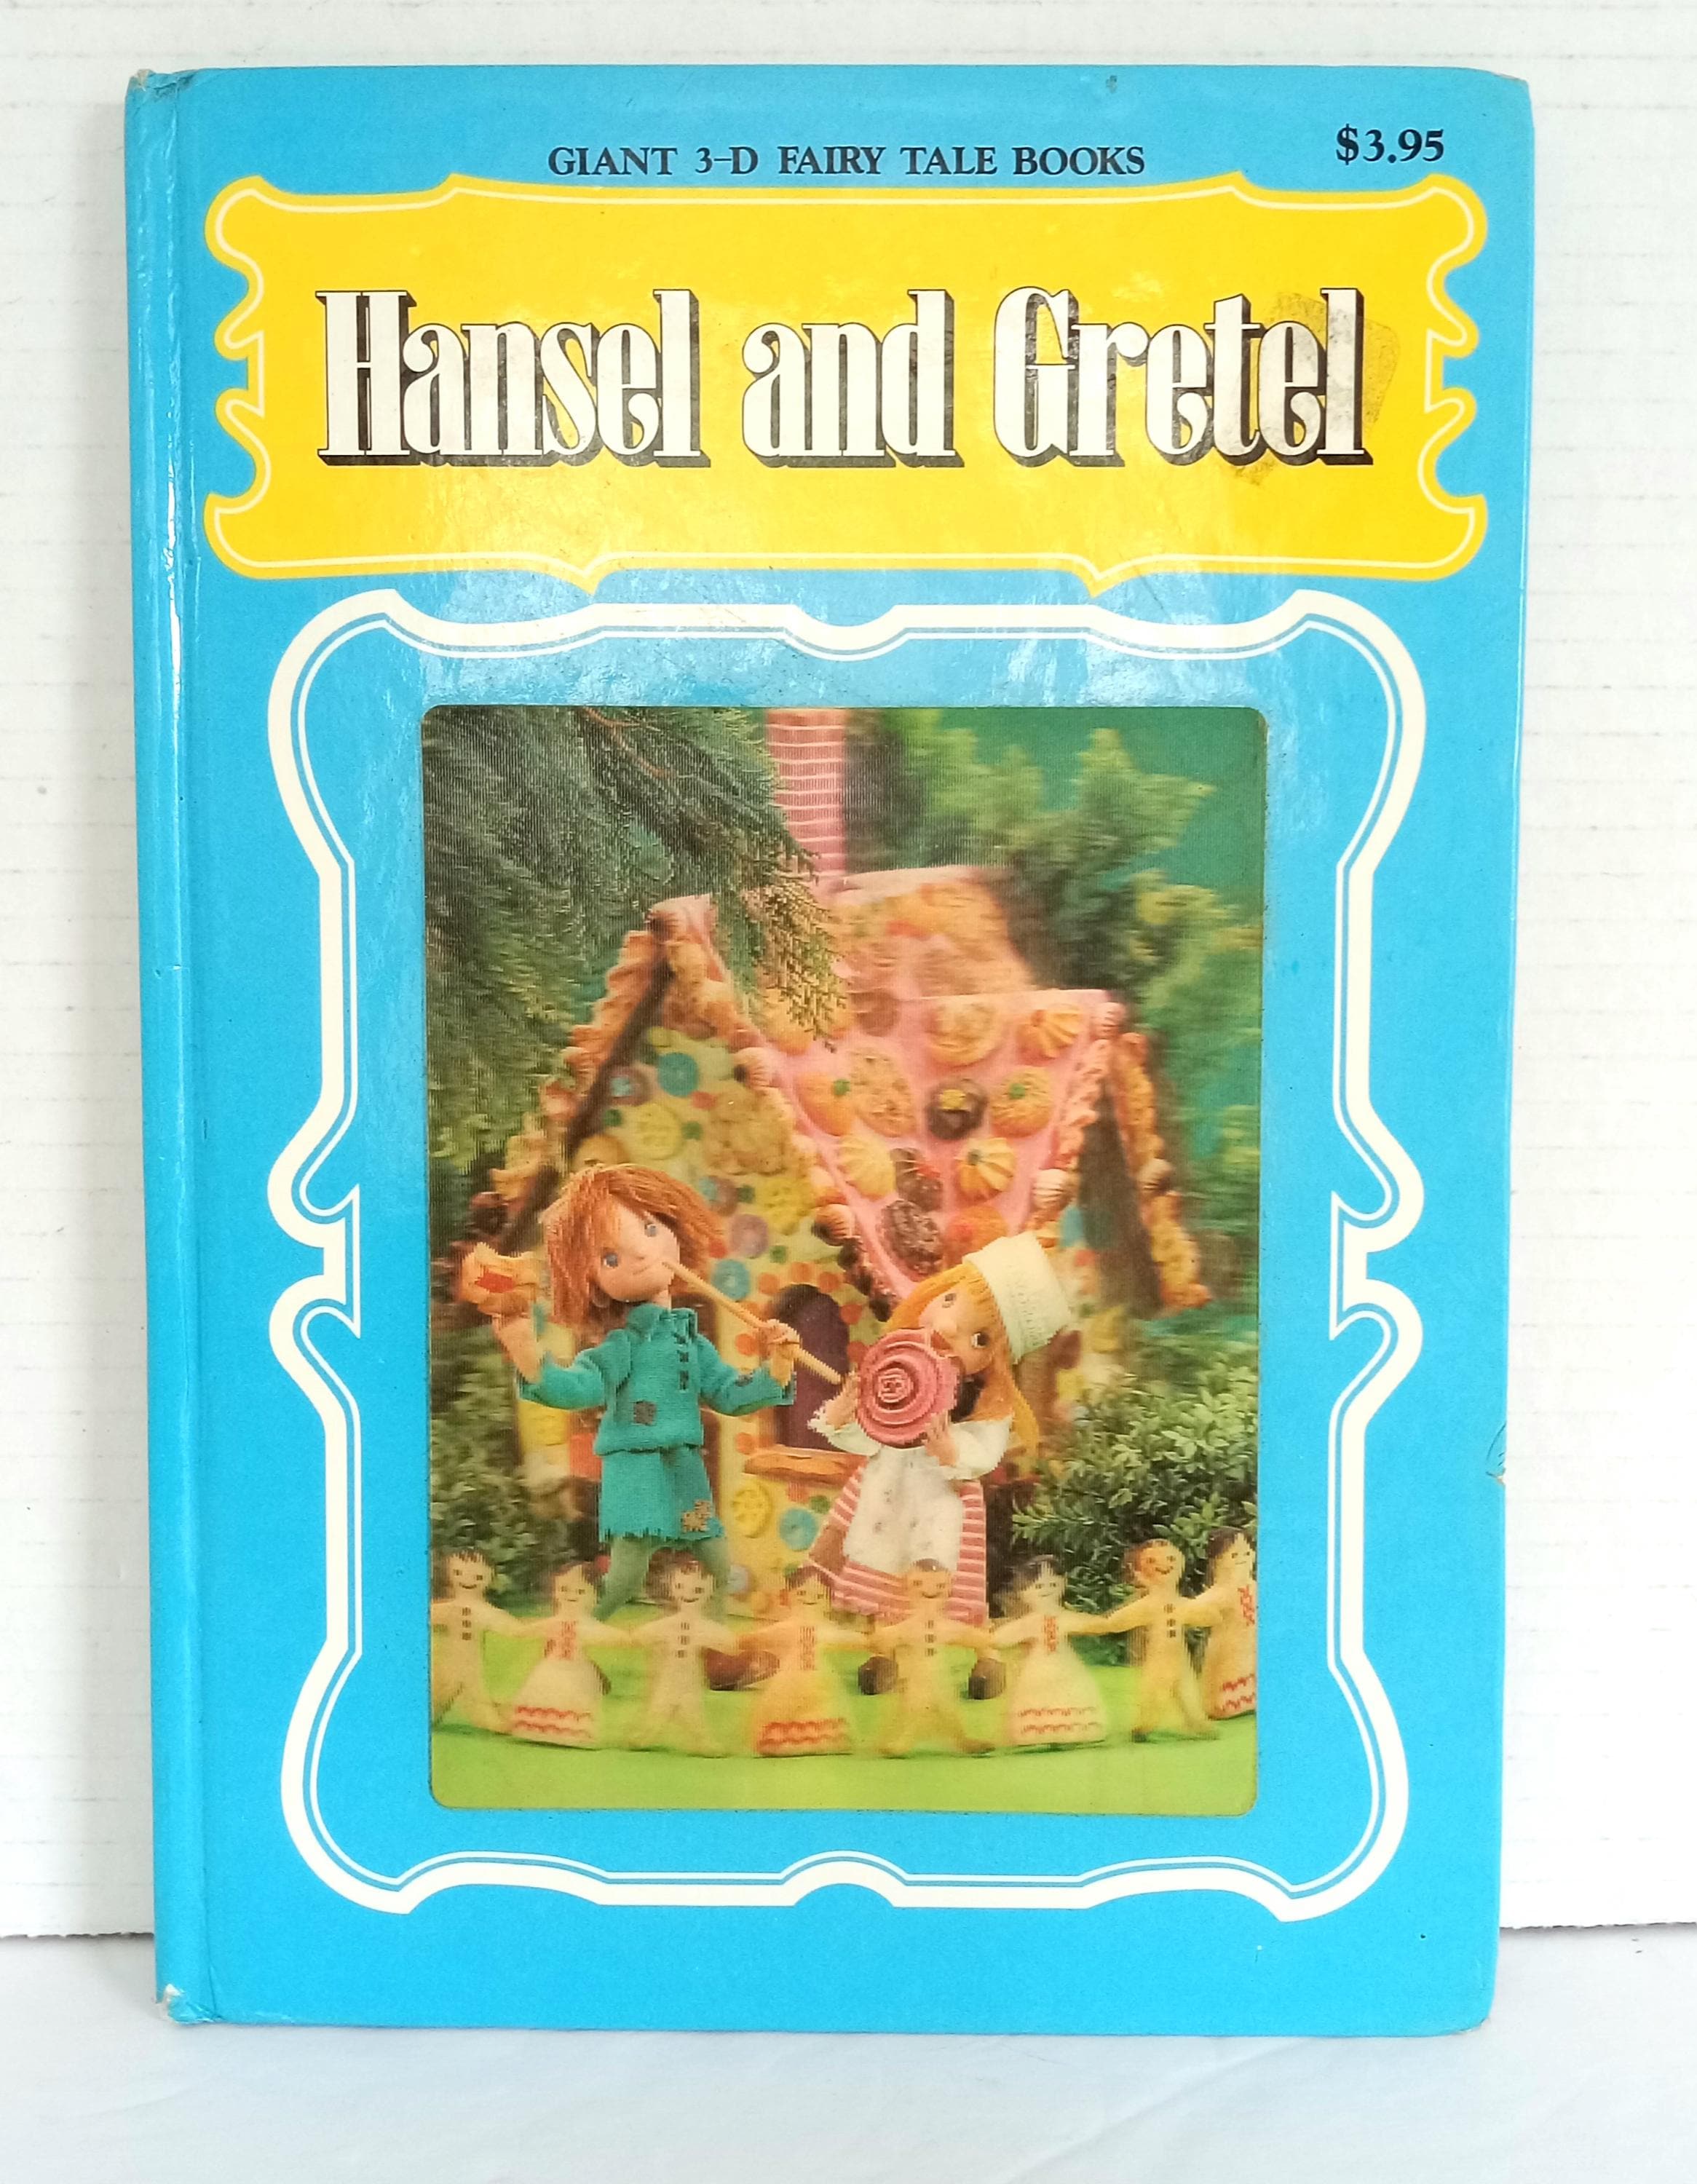 GIANT 3-D FAIRY TALE BOOKS
$3.95
Hansel and Gretel